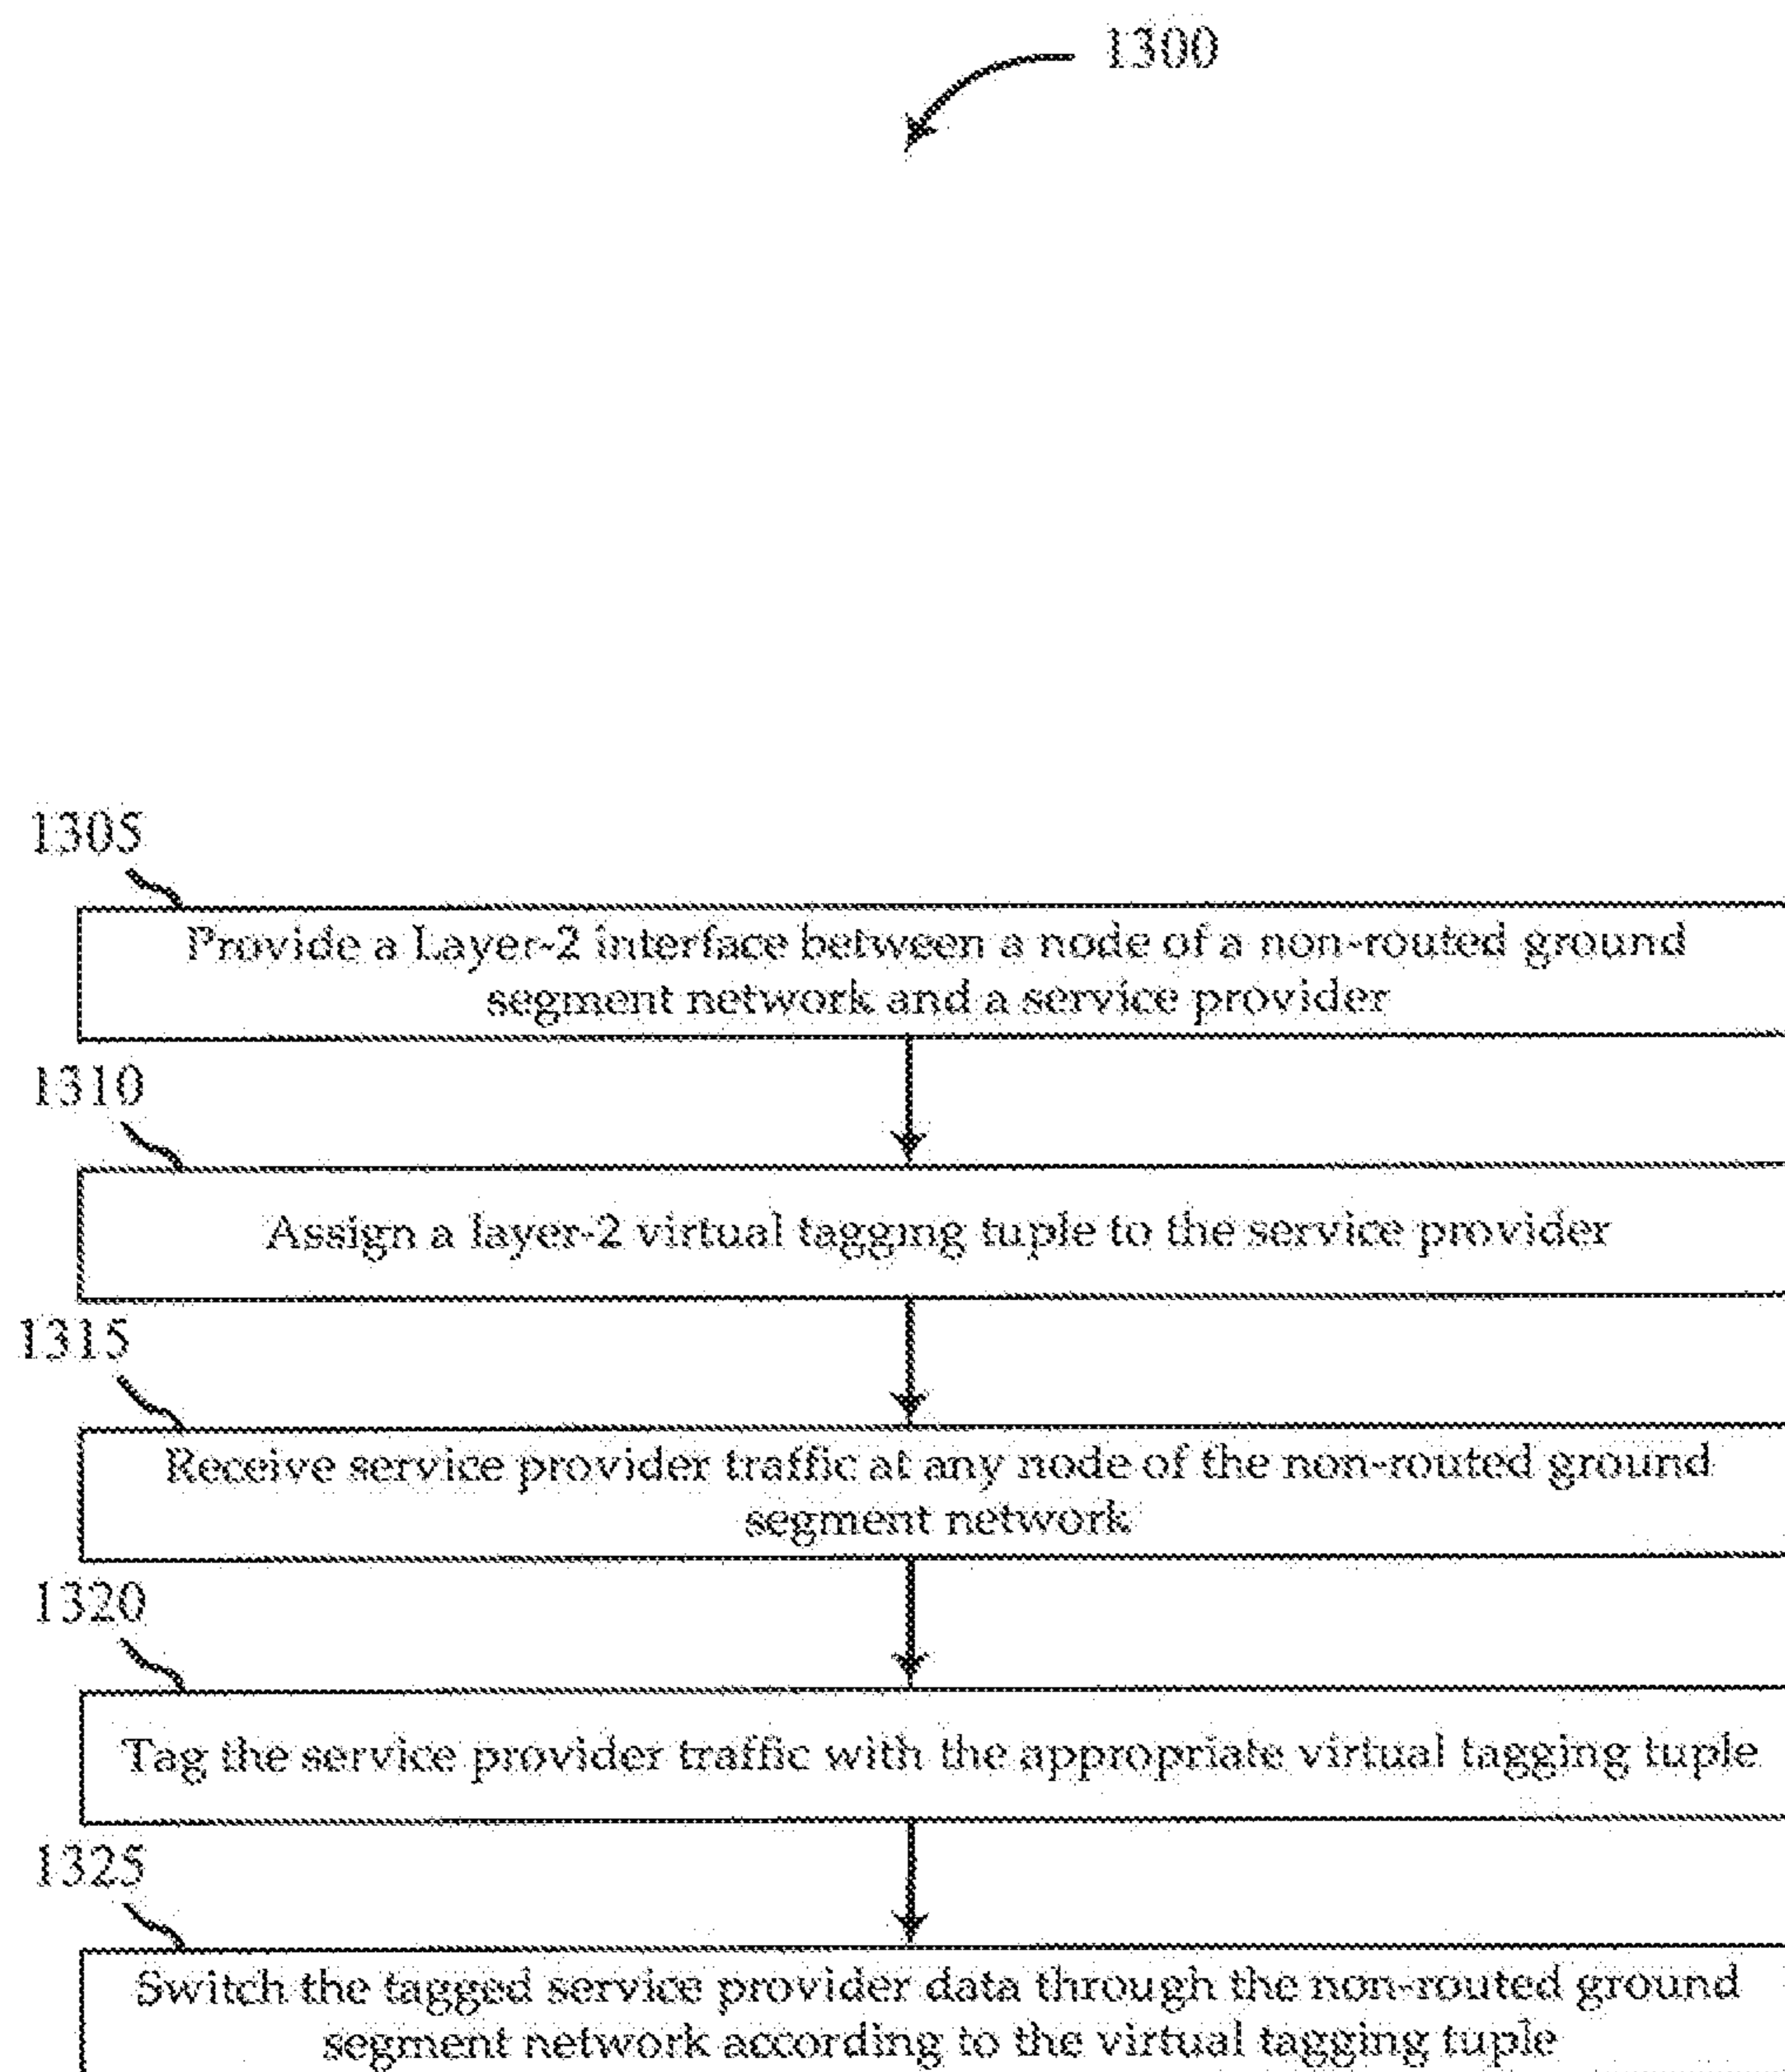 1300
1305
Provide a Layer-2 interface between a node of a non-routed ground
segment network and a service provider
1310
Assign a layer-2 virtual tagging tuple to the service provider
1315
Receive service provider traffic at any node of the non-routed ground
segment network
1320
Tag the service provider traffic with the appropriate virtual tagging tuple
1325
Switch the tagged service provider data through the non-routed ground
segment network according to the virtual tagging tuple